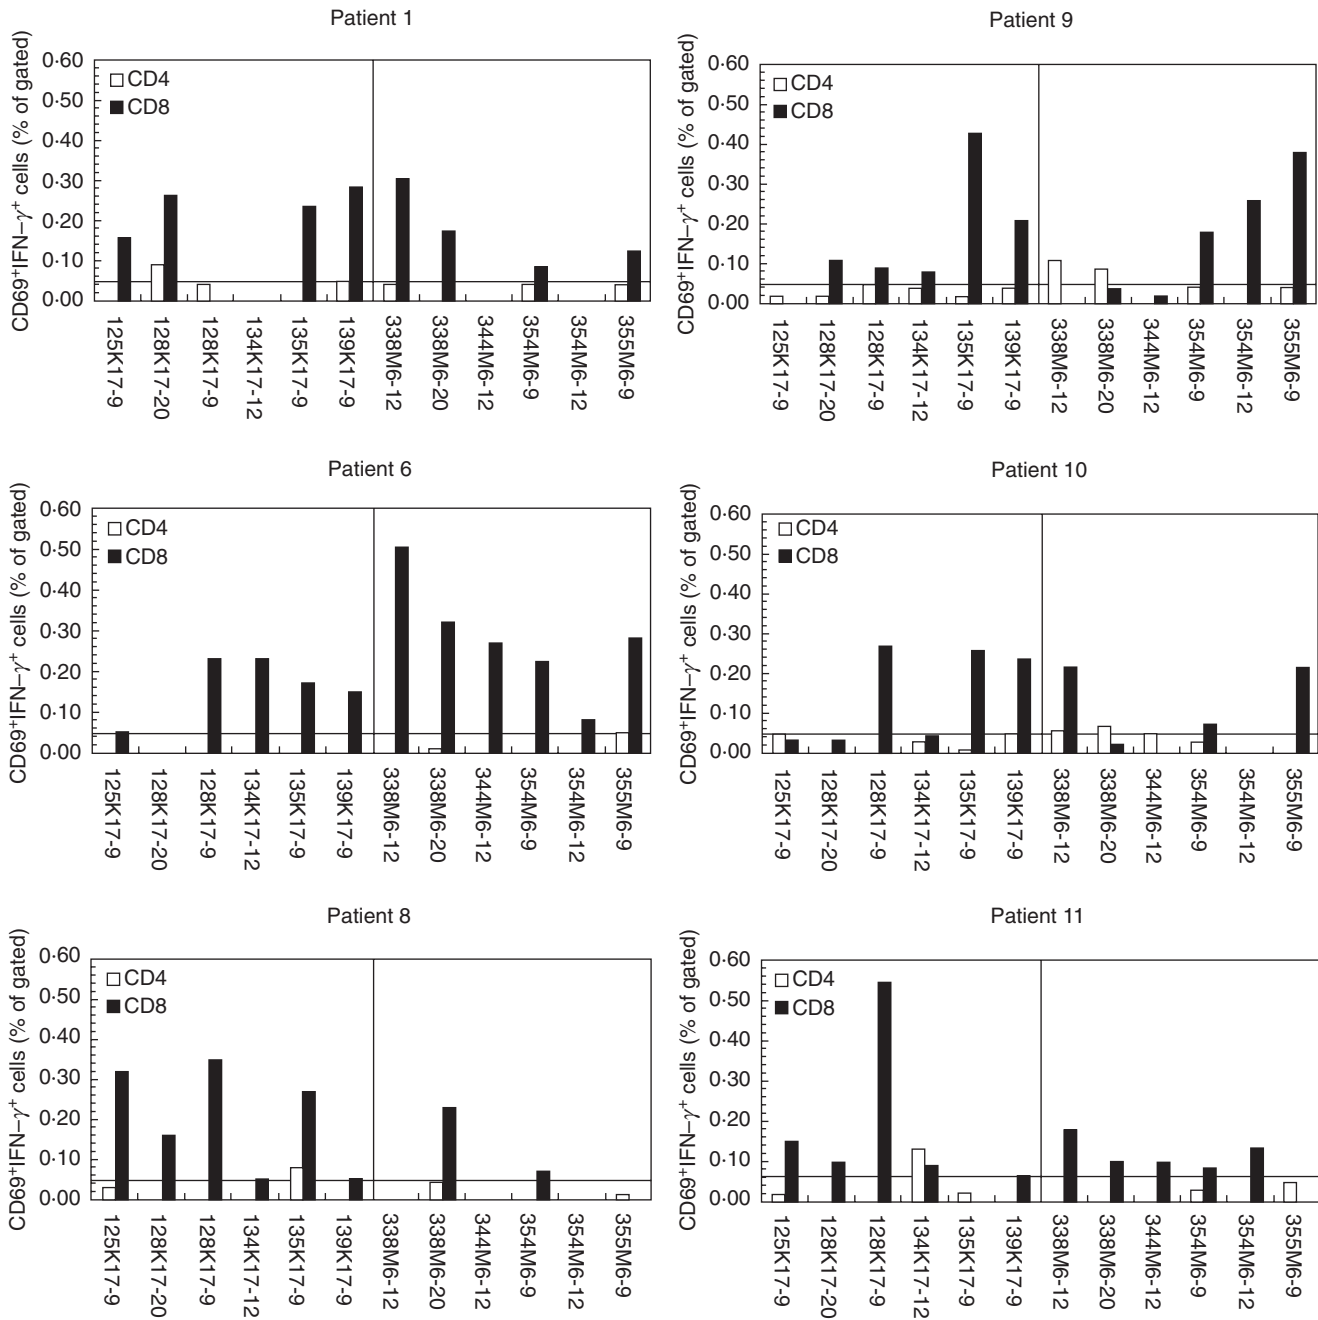 Patient 1
CD69+IFN–γ+ cells (% of gated)
0·60
0·50
0·40
0·30
0·20
0·10
0·00
CD4
CD8
125K17-9
128K17-20
128K17-9
134K17-12
135K17-9
139K17-9
338M6-12
338M6-20
344M6-12
354M6-9
354M6-12
355M6-9
Patient 9
CD69+IFN–γ+ cells (% of gated)
0·60
0·50
0·40
0·30
0·20
0·10
0·00
CD4
CD8
125K17-9
128K17-20
128K17-9
134K17-12
135K17-9
139K17-9
338M6-12
338M6-20
344M6-12
354M6-9
354M6-12
355M6-9
Patient 6
CD69+IFN–γ+ cells (% of gated)
0·60
0·50
0·40
0·30
0·20
0·10
0·00
CD4
CD8
125K17-9
128K17-20
128K17-9
134K17-12
135K17-9
139K17-9
338M6-12
338M6-20
344M6-12
354M6-9
354M6-12
355M6-9
Patient 10
CD69+IFN–γ+ cells (% of gated)
0·60
0·50
0·40
0·30
0·20
0·10
0·00
CD4
CD8
125K17-9
128K17-20
128K17-9
134K17-12
135K17-9
139K17-9
338M6-12
338M6-20
344M6-12
354M6-9
354M6-12
355M6-9
Patient 8
CD69+IFN–γ+ cells (% of gated)
0·60
0·50
0·40
0·30
0·20
0·10
0·00
CD4
CD8
125K17-9
128K17-20
128K17-9
134K17-12
135K17-9
139K17-9
338M6-12
338M6-20
344M6-12
354M6-9
354M6-12
355M6-9
Patient 11
CD69+IFN–γ+ cells (% of gated)
0·60
0·50
0·40
0·30
0·20
0·10
0·00
CD4
CD8
125K17-9
128K17-20
128K17-9
134K17-12
135K17-9
139K17-9
338M6-12
338M6-20
344M6-12
354M6-9
354M6-12
355M6-9